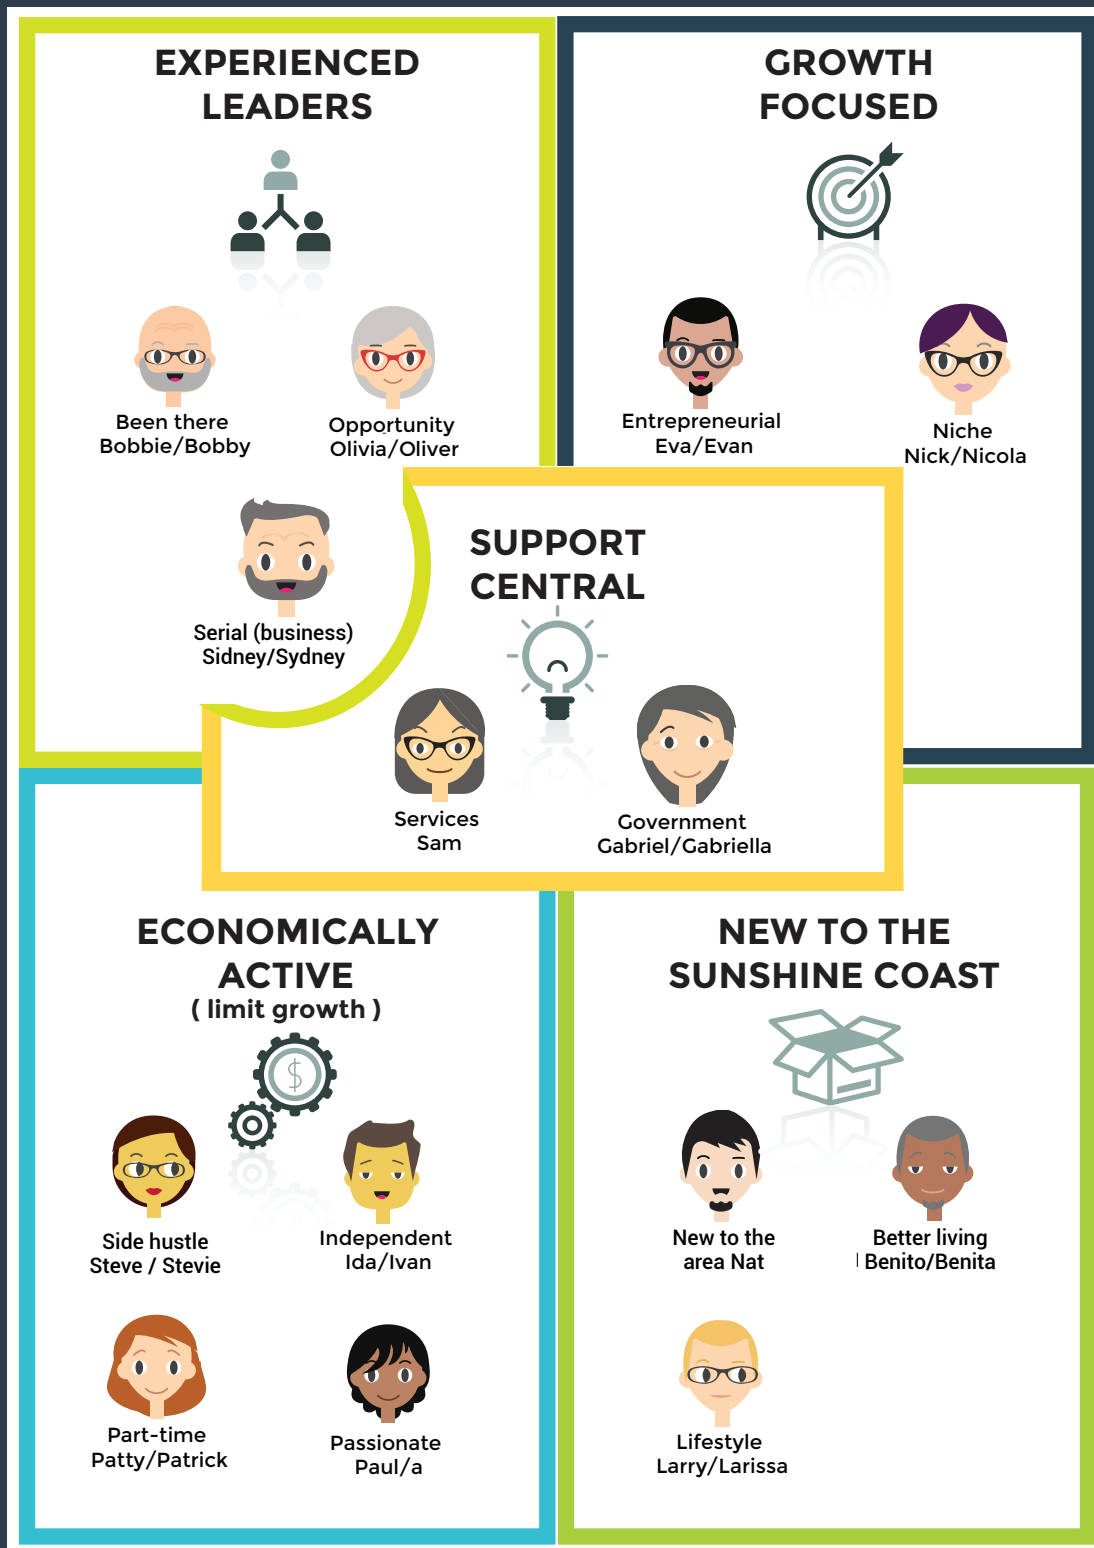 EXPERIENCED
LEADERS
Been there
Bobbie/Bobby
Opportunity
Olivia/Oliver
Serial (business)
Sidney/Sydney
GROWTH
FOCUSED
Entrepreneurial
Eva/Evan
Niche
Nick/Nicola
SUPPORT
CENTRAL
Services
Sam
Government
Gabriel/Gabriella
ECONOMICALLY
ACTIVE
( limit growth )
$
Side hustle
Steve / Stevie
Independent
Ida/Ivan
Part-time
Patty/Patrick
Passionate
Paul/a
NEW TO THE
SUNSHINE COAST
New to the
area Nat
Better living
| Benito/Benita
Lifestyle
Larry/Larissa